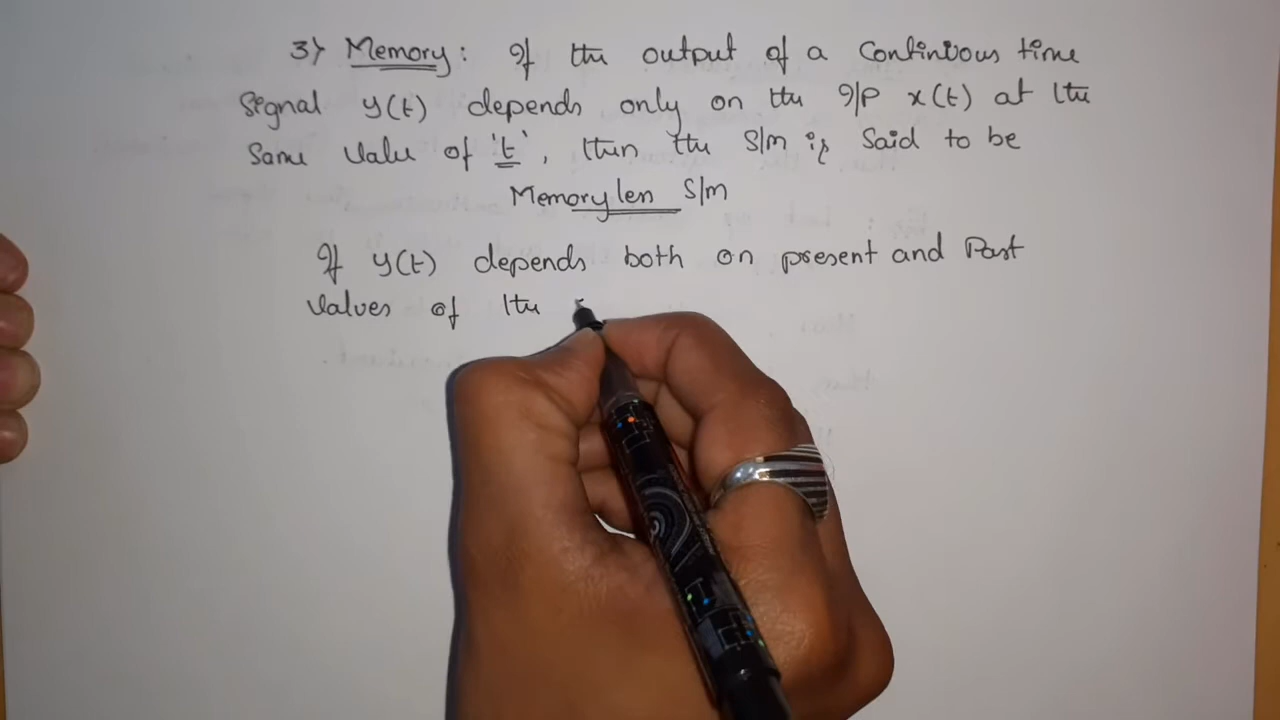 3) Memory : If the output of a Continuous time
Signal y(t) depends only on the I/P x(t) at the
Same value of 't', then the S/m is Said to be
Memoryless S/m
If y(t) depends both on present and Past
values of the